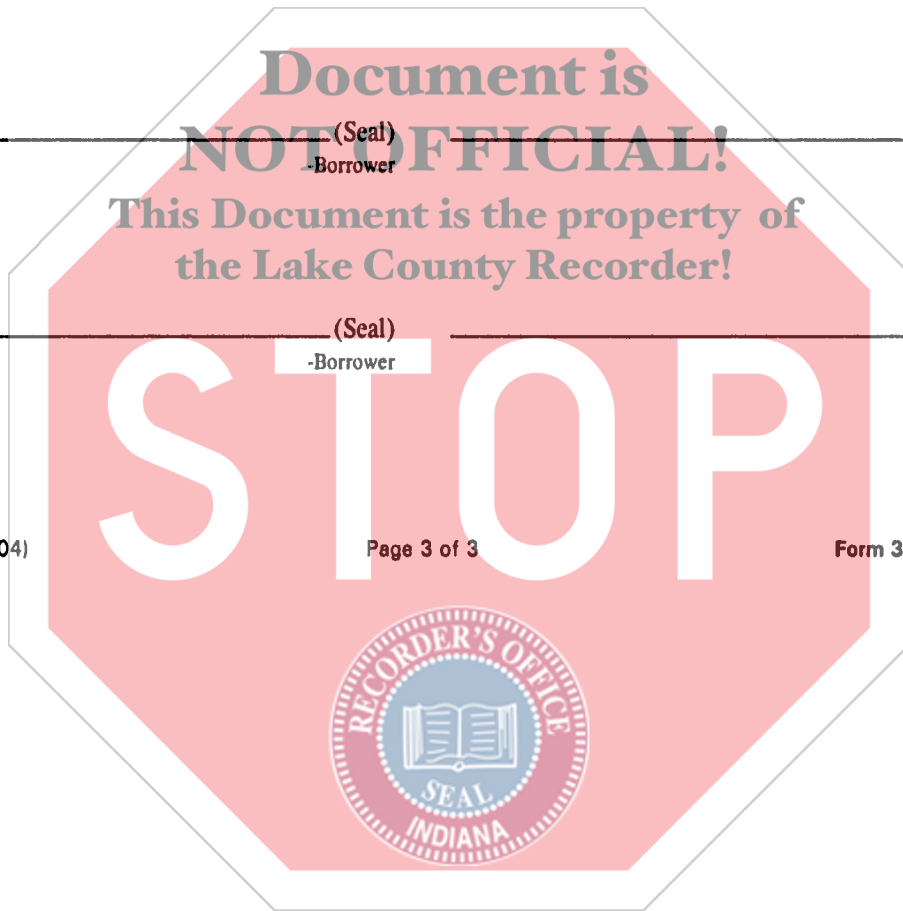 Document is
(Seal)
NOT OFFICIAL!
-Borrower
This Document is the property of
the Lake County Recorder!
(Seal)
-Borrower
STOP
04) Page 3 of 3 Form 3
RECORDER'S OFFICE
SEAL
INDIANA